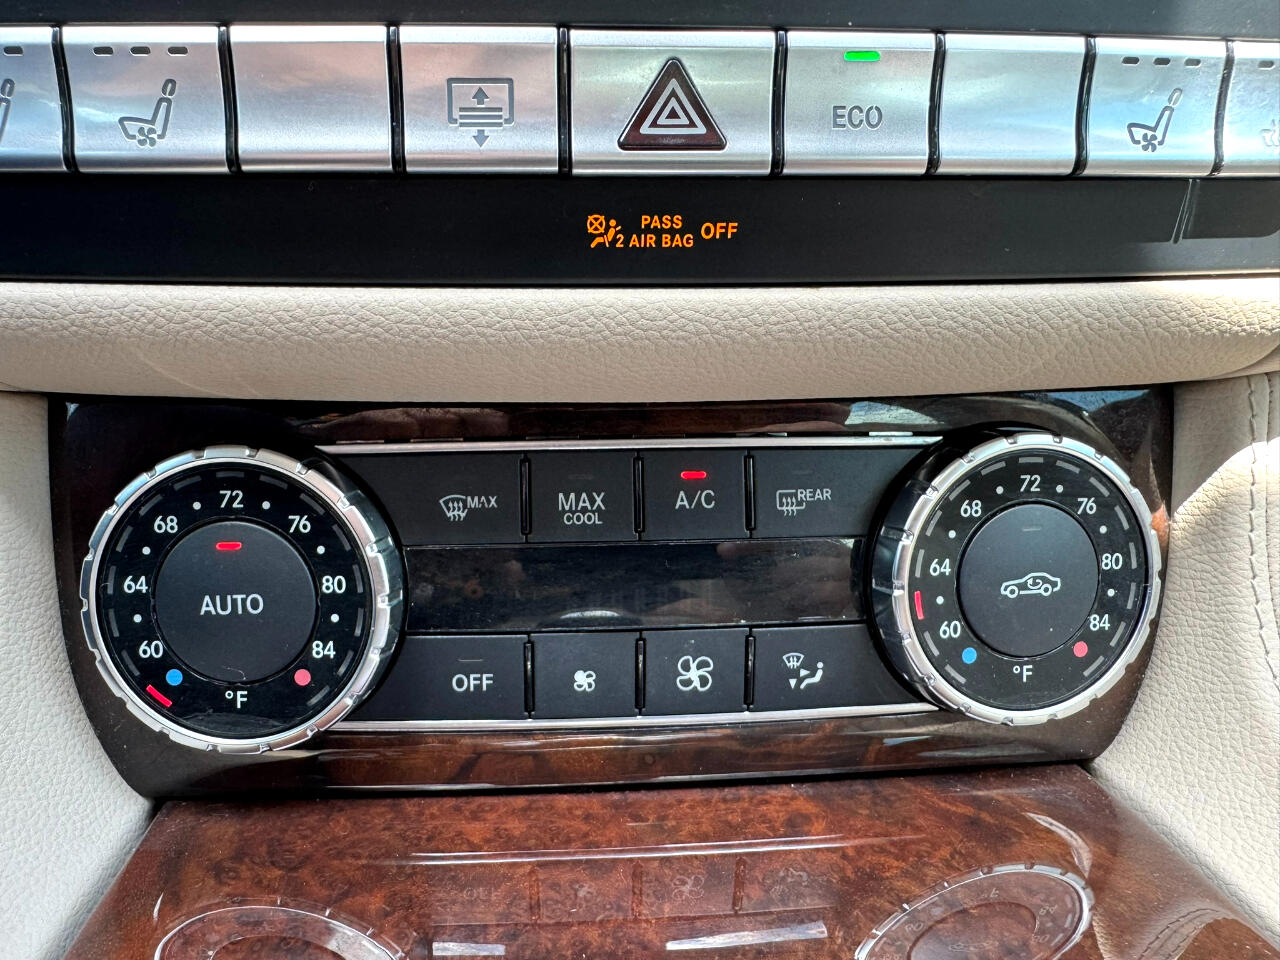 ECO
PASS
2 AIR BAG OFF
MAX
MAX
COOL
A/C
REAR
60 64 68 72 76 80 84
AUTO
°F
60 64 68 72 76 80 84
°F
OFF